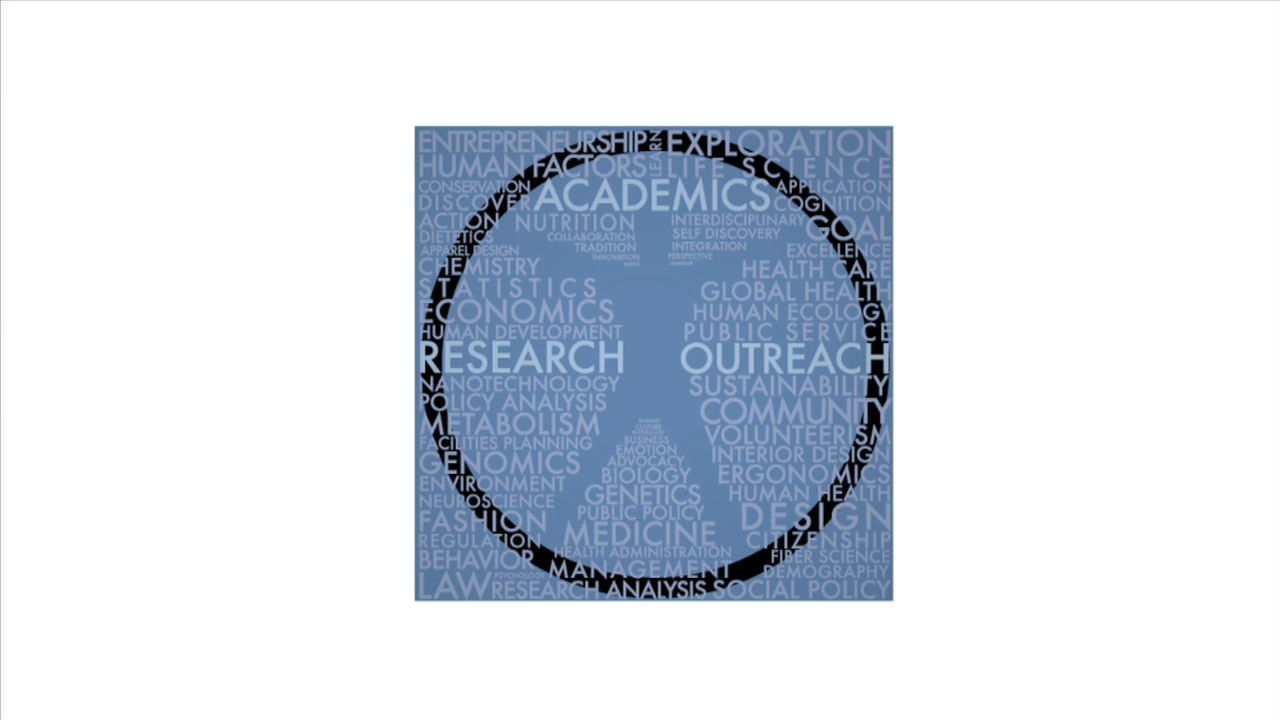 ENTREPRENEURSHIP LEARN EXPLORATION
HUMAN FACTORS LIFE SCIENCE
CONSERVATION ACADEMICS APPLICATION
DISCOVER COGNITION
ACTION NUTRITION INTERDISCIPLINARY GOAL
DIETETICS COLLABORATION SELF DISCOVERY
APPAREL DESIGN TRADITION INTEGRATION EXCELLENCE
INNOVATION PERSPECTIVE
CHEMISTRY HEALTH CARE
STATISTICS GLOBAL HEALTH
ECONOMICS HUMAN ECOLOGY
HUMAN DEVELOPMENT PUBLIC SERVICE
RESEARCH OUTREACH
NANOTECHNOLOGY SUSTAINABILITY
POLICY ANALYSIS COMMUNITY
METABOLISM CULTURE VOLUNTEERISM
FACILITIES PLANNING BUSINESS INTERIOR DESIGN
EMOTION
GENOMICS ADVOCACY ERGONOMICS
ENVIRONMENT BIOLOGY HUMAN HEALTH
NEUROSCIENCE GENETICS
FASHION PUBLIC POLICY DESIGN
REGULATION MEDICINE CITIZENSHIP
BEHAVIOR HEALTH ADMINISTRATION FIBER SCIENCE
MANAGEMENT DEMOGRAPHY
LAW PSYCHOLOGY RESEARCH ANALYSIS SOCIAL POLICY